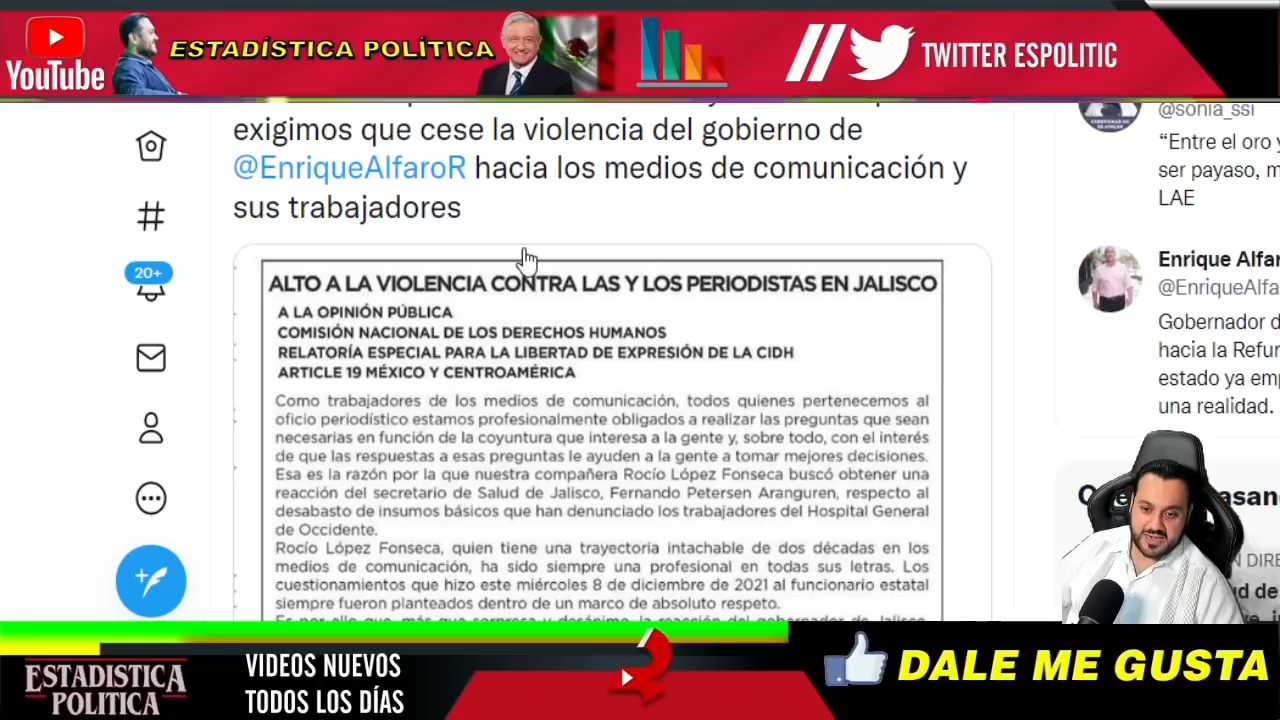 YouTube
ESTADÍSTICA POLÍTICA
TWITTER ESPOLITIC
exigimos que cese la violencia del gobierno de
@EnriqueAlfaroR hacia los medios de comunicación y
sus trabajadores
20+
ALTO A LA VIOLENCIA CONTRA LAS Y LOS PERIODISTAS EN JALISCO
A LA OPINIÓN PÚBLICA
COMISIÓN NACIONAL DE LOS DERECHOS HUMANOS
RELATORÍA ESPECIAL PARA LA LIBERTAD DE EXPRESIÓN DE LA CIDH
ARTICLE 19 MÉXICO Y CENTROAMÉRICA
Como trabajadores de los medios de comunicación, todos quienes pertenecemos al
oficio periodístico estamos profesionalmente obligados a realizar las preguntas que sean
necesarias en función de la coyuntura que interesa a la gente y, sobre todo, con el interés
de que las respuestas a esas preguntas le ayuden a la gente a tomar mejores decisiones.
Esa es la razón por la que nuestra compañera Rocío López Fonseca buscó obtener una
reacción del secretario de Salud de Jalisco, Fernando Petersen Aranguren, respecto al
desabasto de insumos básicos que han denunciado los trabajadores del Hospital General
de Occidente.
Rocío López Fonseca, quien tiene una trayectoria intachable de dos décadas en los
medios de comunicación, ha sido siempre una profesional en todas sus letras. Los
cuestionamientos que hizo este miércoles 8 de diciembre de 2021 al funcionario estatal
siempre fueron planteados dentro de un marco de absoluto respeto.
@sonia_ssi
"Entre el oro y
ser payaso, m
LAE
Enrique Alfar
@EnriqueAlfa
Gobernador d
hacia la Refur
estado ya emp
una realidad.
asan
N DIRE
ud de
ESTADISTICA
POLÍTICA
VIDEOS NUEVOS
TODOS LOS DÍAS
DALE ME GUSTA